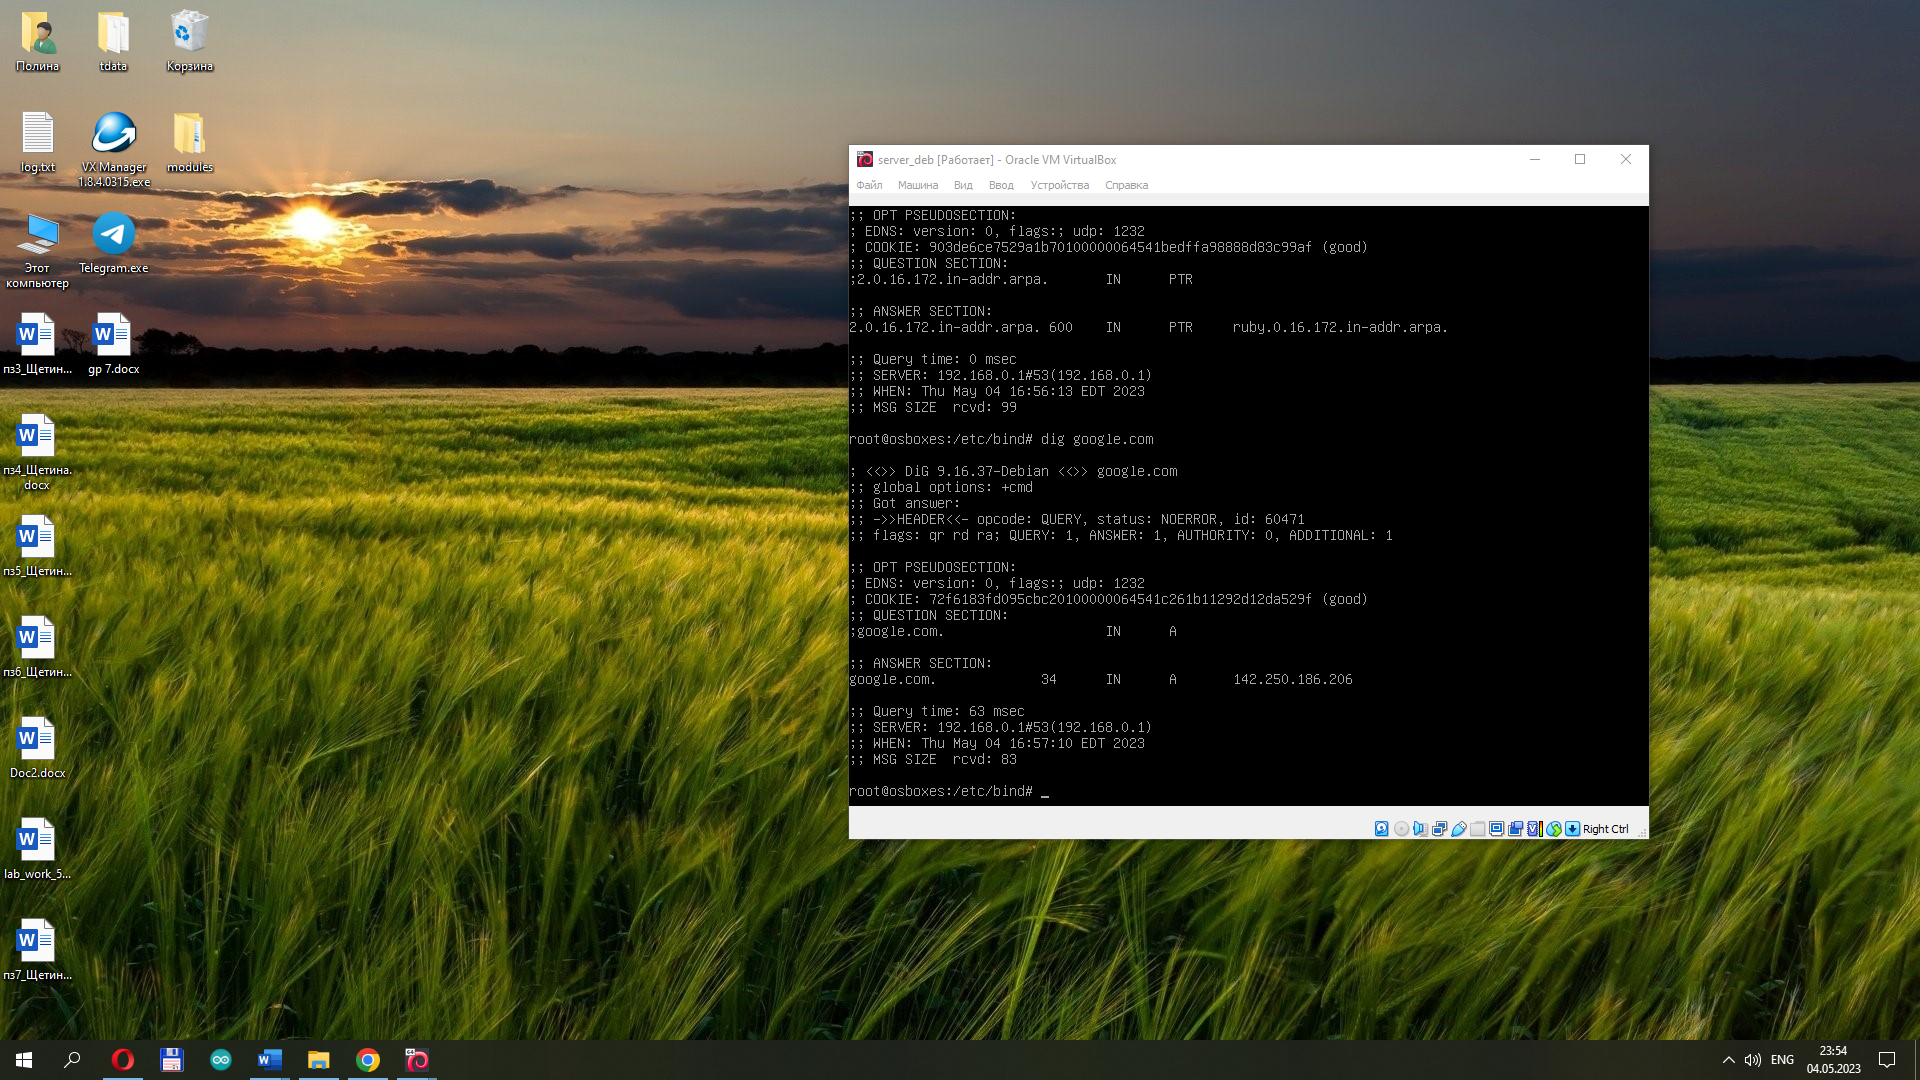 Полина
tdata
Корзина
log.txt
VX Manager
1.8.4.0315.exe
modules
Этот
компьютер
Telegram.exe
пз3_Щетин...
gp 7.docx
пз4_Щетина.
docx
пз5_Щетин...
пз6_Щетин...
Doc2.docx
lab_work_5...
пз7_Щетин...
server_deb [Работает] - Oracle VM VirtualBox
Файл Машина Вид Ввод Устройства Справка
;; OPT PSEUDOSECTION:
; EDNS: version: 0, flags:; udp: 1232
; COOKIE: 903de6ce7529a1b70100000064541bedffa98888d83c99af (good)
;; QUESTION SECTION:
;2.0.16.172.in-addr.arpa. IN PTR
;; ANSWER SECTION:
2.0.16.172.in-addr.arpa. 600 IN PTR ruby.0.16.172.in-addr.arpa.
;; Query time: 0 msec
;; SERVER: 192.168.0.1#53(192.168.0.1)
;; WHEN: Thu May 04 16:56:13 EDT 2023
;; MSG SIZE rcvd: 99
root@osboxes:/etc/bind# dig google.com
; <<>> DiG 9.16.37-Debian <<>> google.com
;; global options: +cmd
;; Got answer:
;; ->>HEADER<<- opcode: QUERY, status: NOERROR, id: 60471
;; flags: qr rd ra; QUERY: 1, ANSWER: 1, AUTHORITY: 0, ADDITIONAL: 1
;; OPT PSEUDOSECTION:
; EDNS: version: 0, flags:; udp: 1232
; COOKIE: 72f6183fd095cbc20100000064541c261b11292d12da529f (good)
;; QUESTION SECTION:
;google.com. IN A
;; ANSWER SECTION:
google.com. 34 IN A 142.250.186.206
;; Query time: 63 msec
;; SERVER: 192.168.0.1#53(192.168.0.1)
;; WHEN: Thu May 04 16:57:10 EDT 2023
;; MSG SIZE rcvd: 83
root@osboxes:/etc/bind# _
Right Ctrl
ENG
23:54
04.05.2023